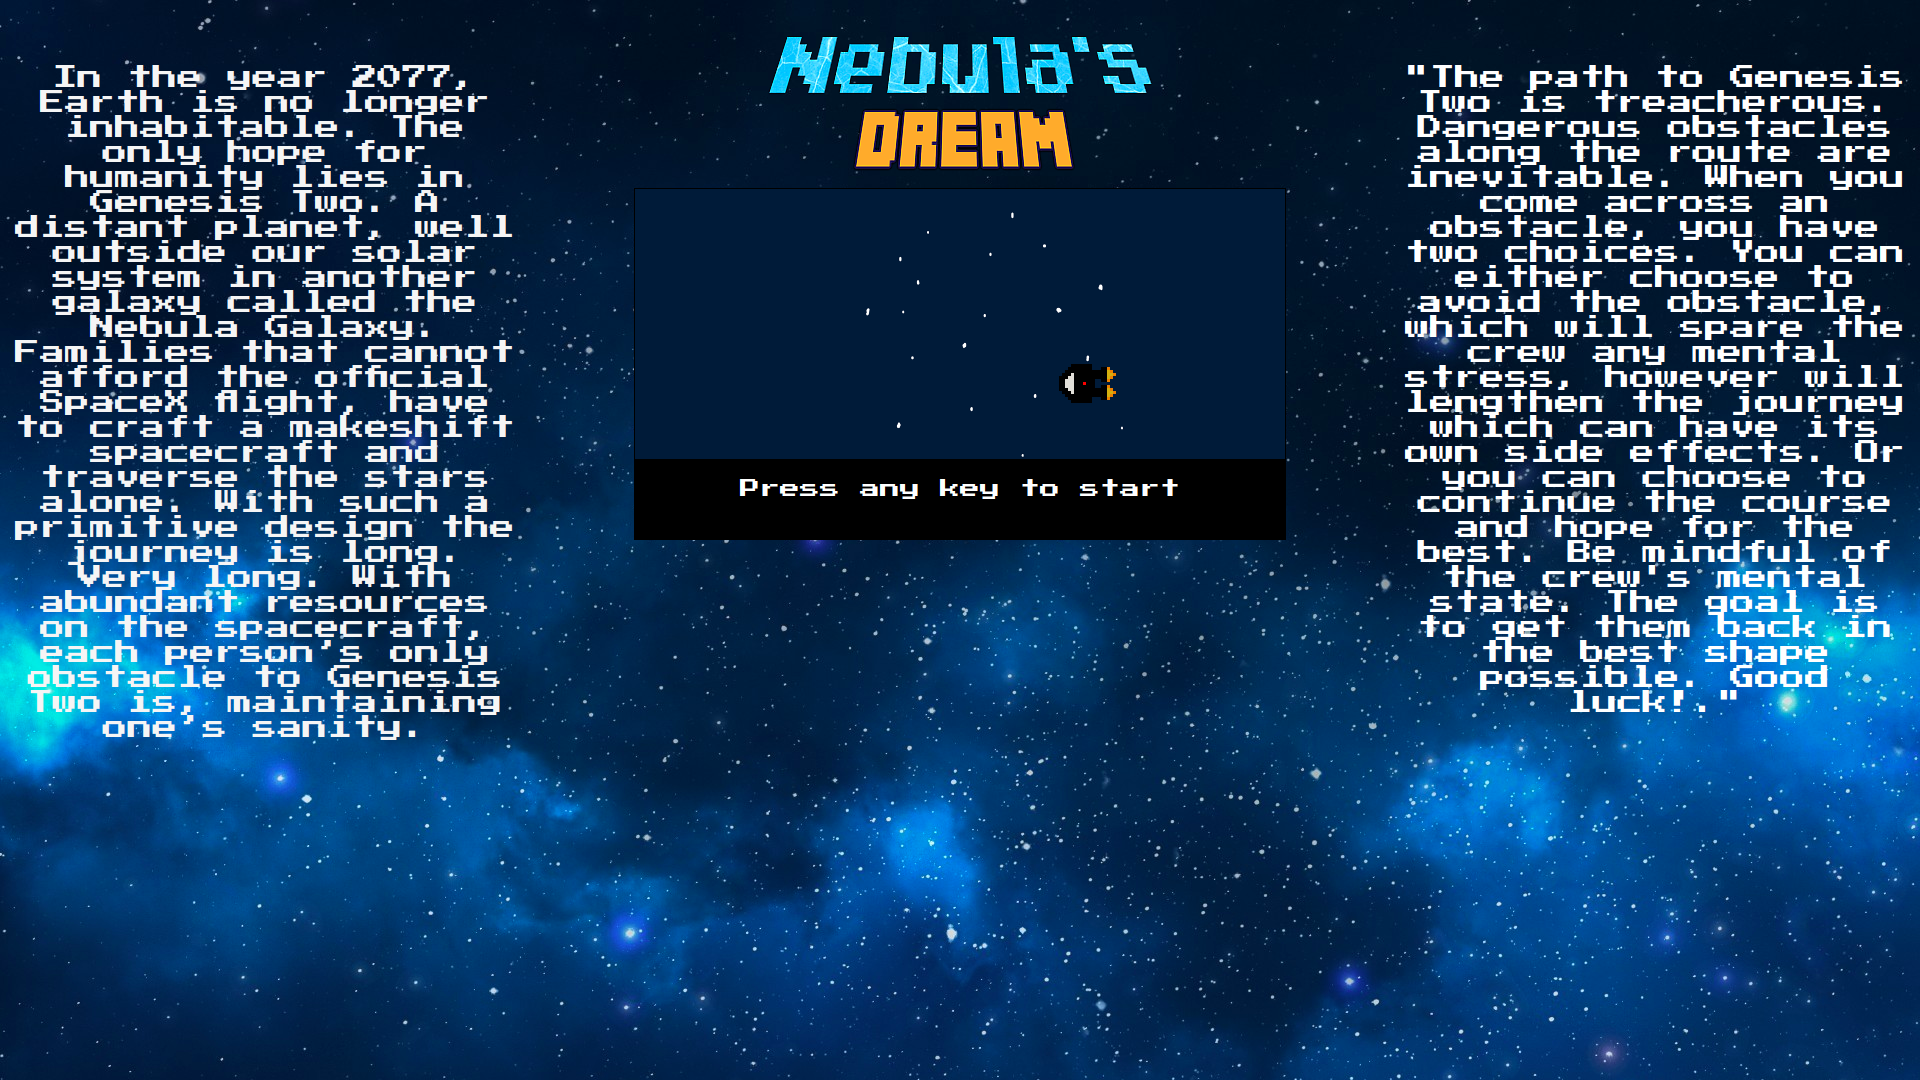 Nebula's
DREAM
In the year 2077,
Earth is no longer
inhabitable. The
only hope for
humanity lies in
Genesis Two. A
distant planet, well
outside our solar
system in another
galaxy called the
Nebula Galaxy.
Families that cannot
afford the official
SpaceX flight, have
to craft a makeshift
spacecraft and
traverse the stars
alone. With such a
primitive design the
journey is long.
Very long. With
abundant resources
on the spacecraft,
each person's only
obstacle to Genesis
Two is, maintaining
one's sanity.
Press any key to start
"The path to Genesis
Two is treacherous.
Dangerous obstacles
along the route are
inevitable. When you
come across an
obstacle, you have
two choices. You can
either choose to
avoid the obstacle,
which will spare the
crew any mental
stress, however will
lengthen the journey
which can have its
own side effects. Or
you can choose to
continue the course
and hope for the
best. Be mindful of
the crew's mental
state. The goal is
to get them back in
the best shape
possible. Good
luck!."